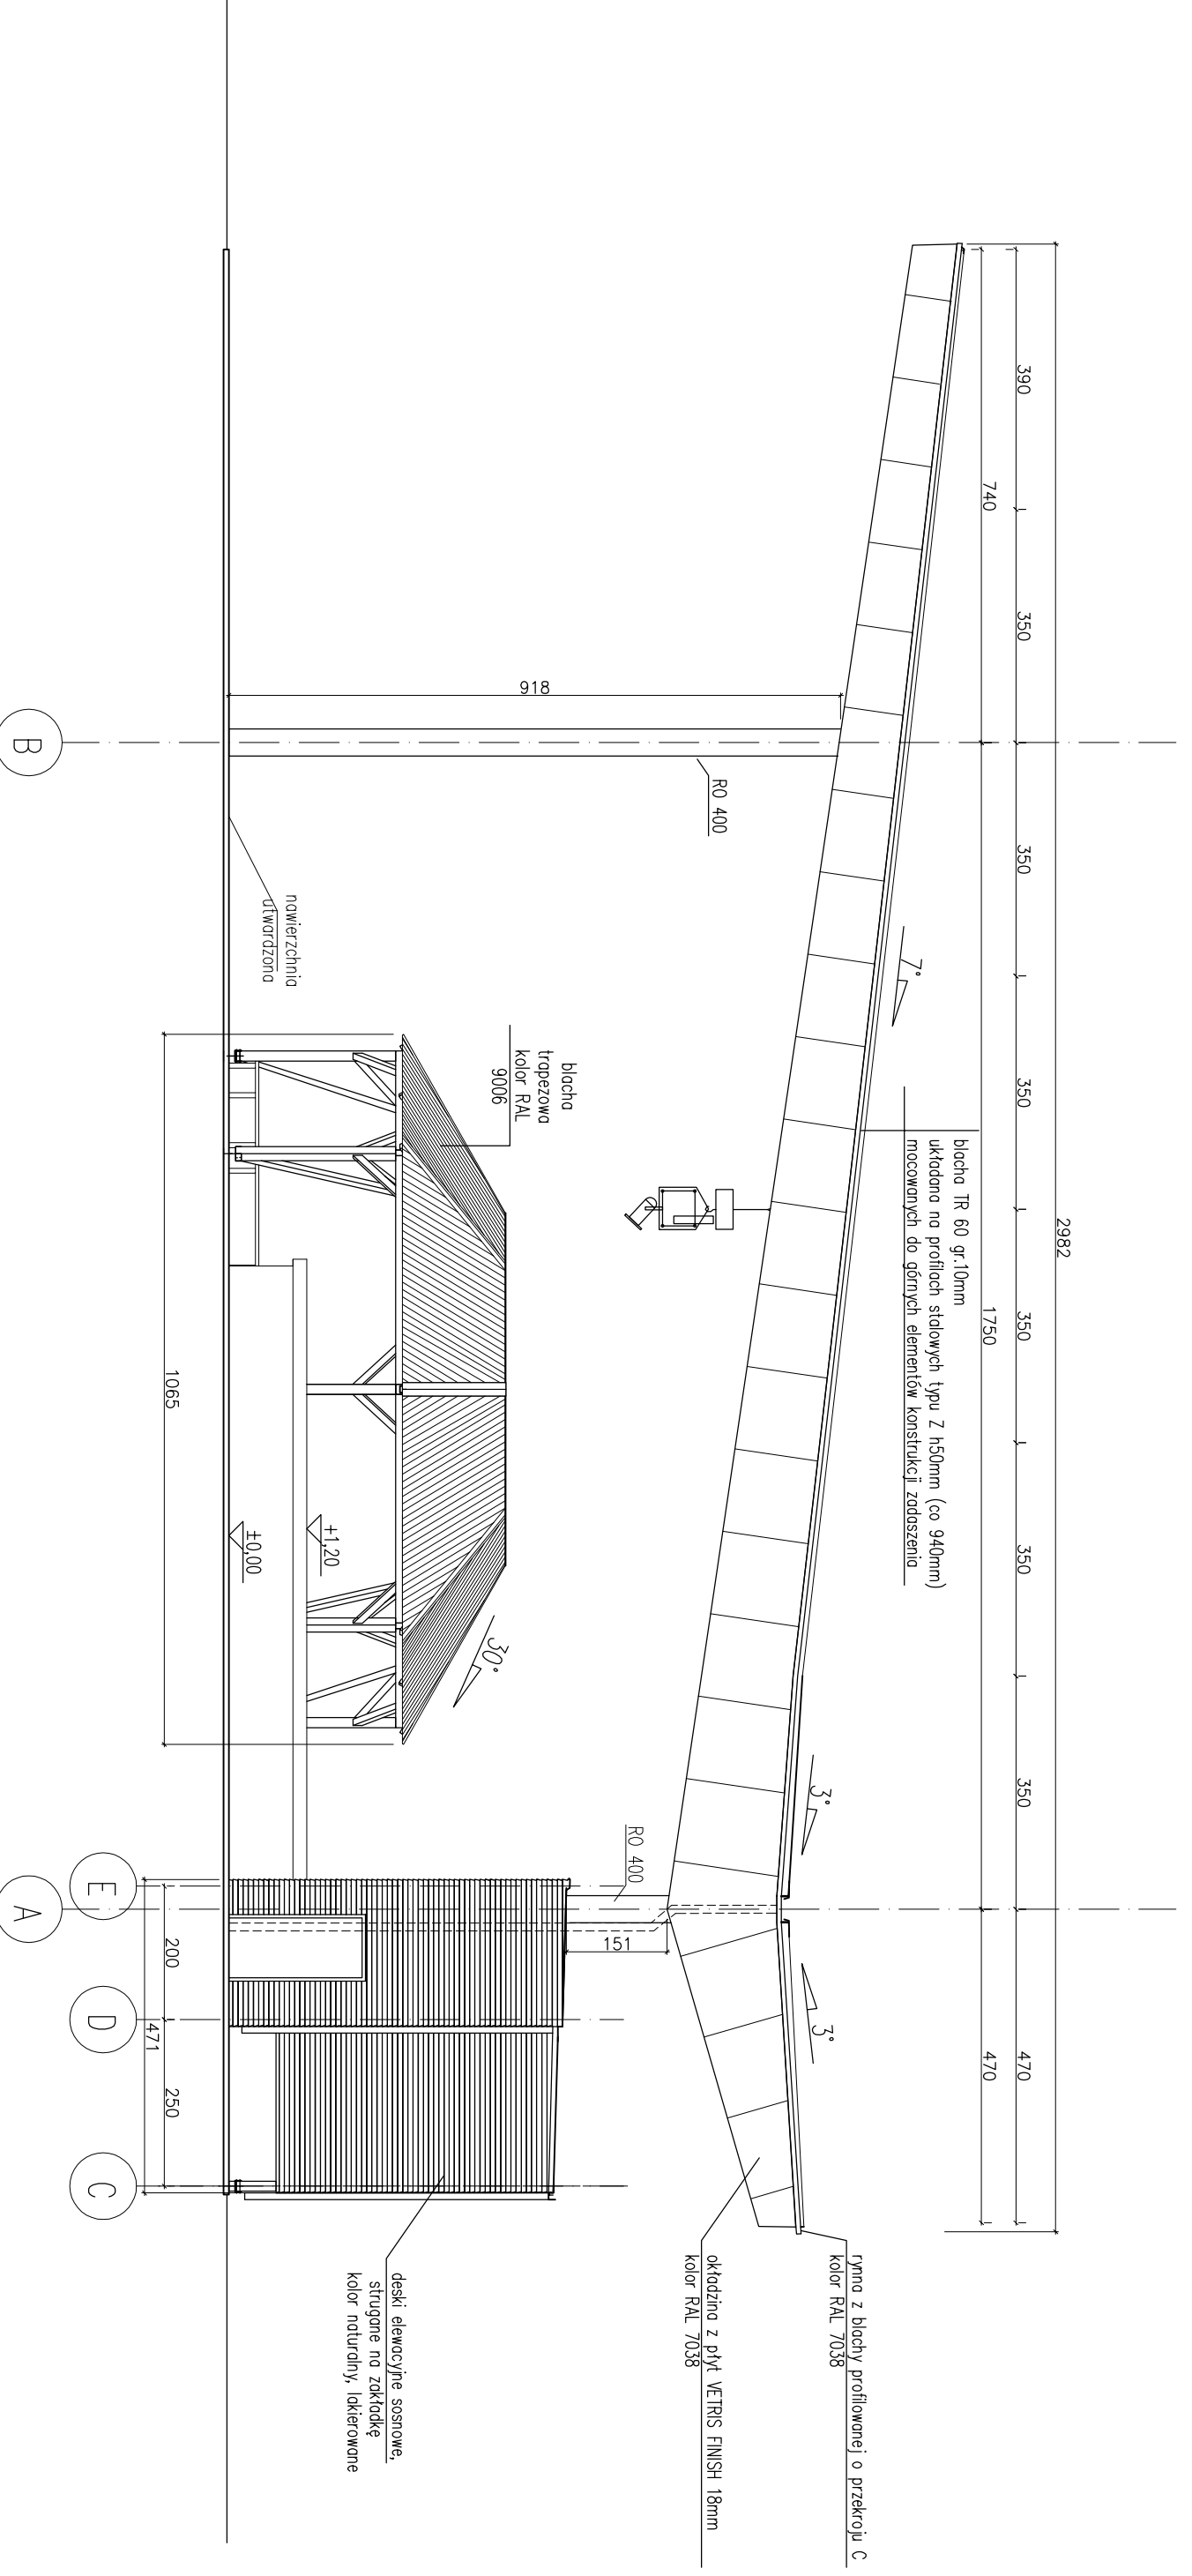 2982
390
350
350
350
350
350
350
470
740
1750
470
blacha TR 60 gr.10mm
układana na profilach stalowych typu Z h50mm (co 940mm)
mocowanych do górnych elementów konstrukcji zadaszenia
7°
3°
3°
rynna z blachy profilowanej o przekroju C
kolor RAL 7038
okładzina z płyt VETRIS FINISH 18mm
kolor RAL 7038
918
RO 400
RO 400
151
blacha
trapezowa
kolor RAL
9006
30°
deski elewacyjne sosnowe,
strugane na zakładkę
kolor naturalny, lakierowane
+1,20
±0,00
nawierzchnia
utwardzona
1065
200
250
471
E
D
C
B
A